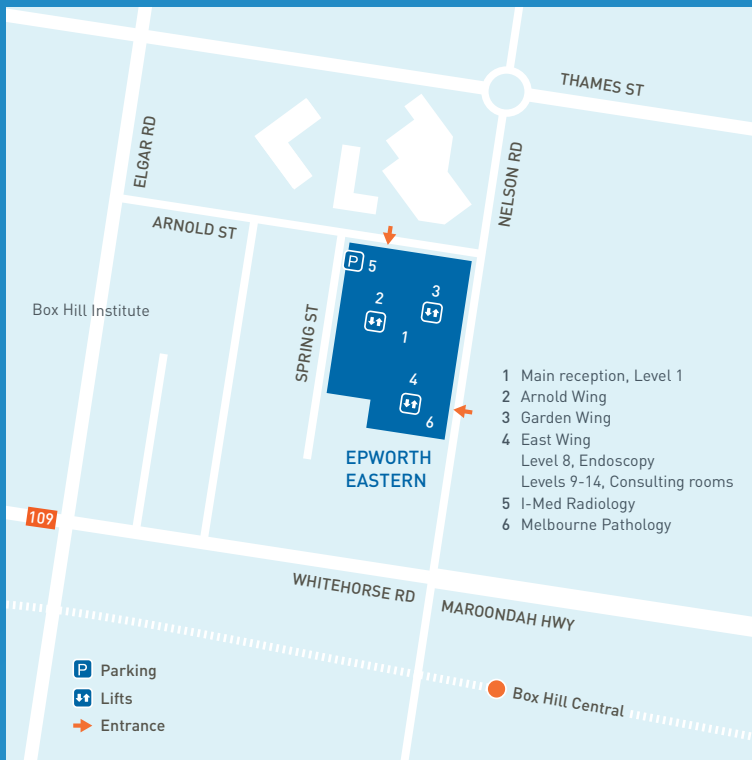 THAMES ST
ELGAR RD
NELSON RD
ARNOLD ST
P 5
3
2
Box Hill Institute
SPRING ST
1
4
6
1 Main reception, Level 1
2 Arnold Wing
3 Garden Wing
4 East Wing
Level 8, Endoscopy
Levels 9-14, Consulting rooms
5 I-Med Radiology
6 Melbourne Pathology
EPWORTH
EASTERN
109
WHITEHORSE RD
MAROONDAH HWY
Box Hill Central
P Parking
Lifts
Entrance